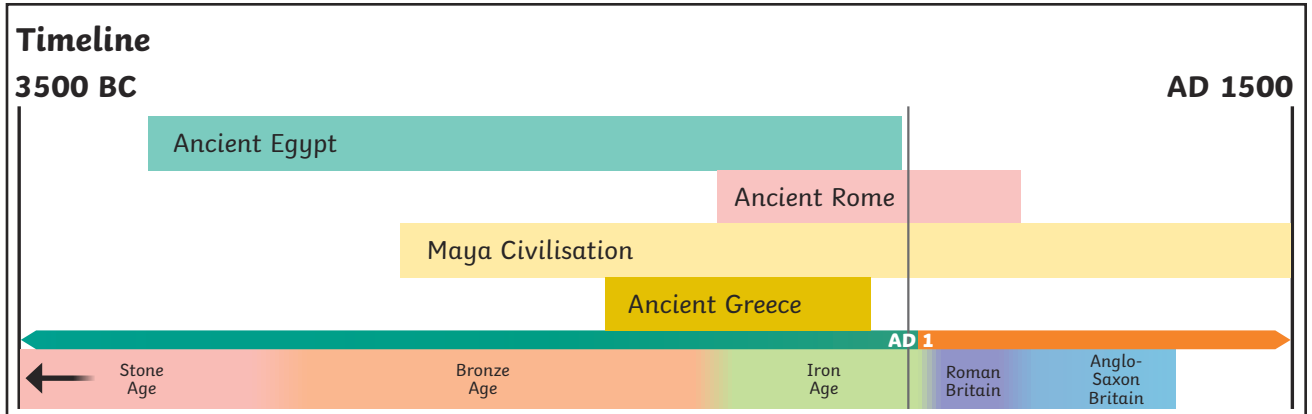 Timeline
3500 BC
AD 1500
Ancient Egypt
Ancient Rome
Maya Civilisation
Ancient Greece
AD 1
Stone
Age
Bronze
Age
Iron
Age
Roman
Britain
Anglo-
Saxon
Britain